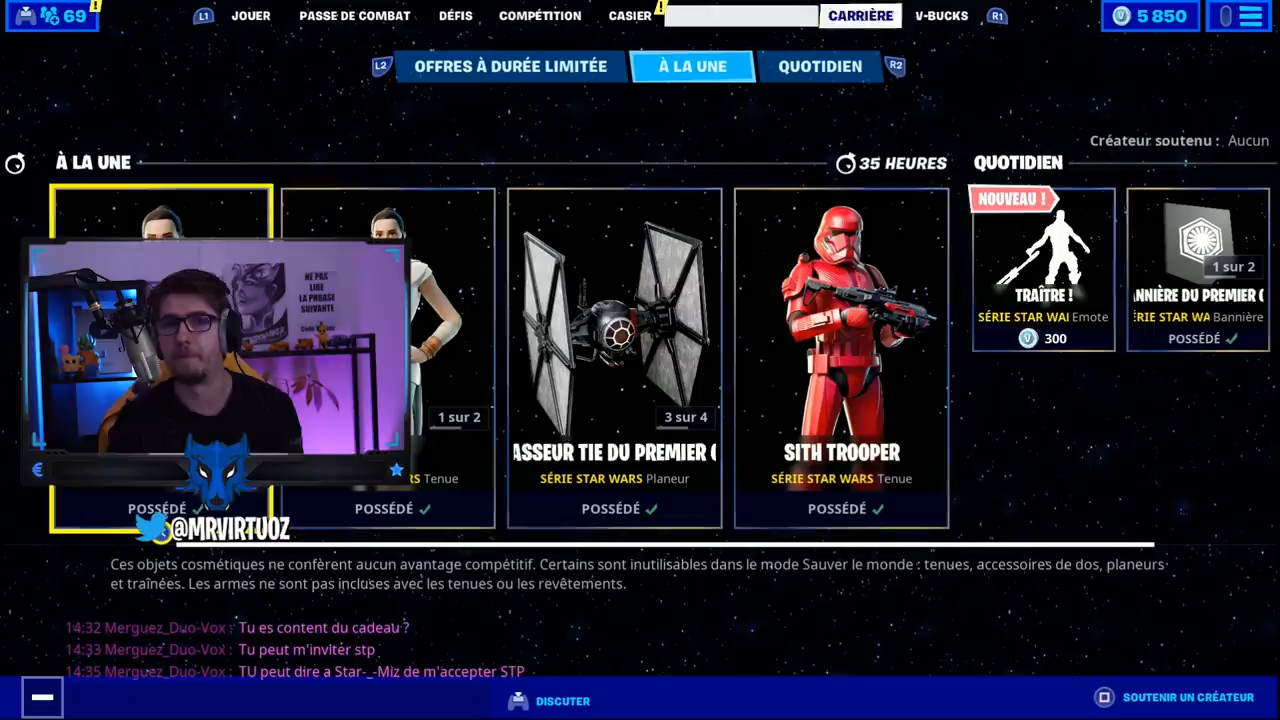 69
!
L1
JOUER
PASSE DE COMBAT
DÉFIS
COMPÉTITION
CASIER
!
CARRIÈRE
V-BUCKS
R1
5 850
L2
OFFRES À DURÉE LIMITÉE
À LA UNE
QUOTIDIEN
R2
Créateur soutenu : Aucun
À LA UNE
35 HEURES
QUOTIDIEN
NE PAS
LIRE
LA PHRASE
SUIVANTE
1 sur 2
RS Tenue
POSSÉDÉ
POSSÉDÉ
3 sur 4
ASSEUR TIE DU PREMIER O
SÉRIE STAR WARS Planeur
POSSÉDÉ
SITH TROOPER
SÉRIE STAR WARS Tenue
POSSÉDÉ
NOUVEAU !
TRAÎTRE !
SÉRIE STAR WAI Emote
300
1 sur 2
NNIÈRE DU PREMIER O
ÉRIE STAR WA Bannière
POSSÉDÉ
€
@MRVIRTUOZ
Ces objets cosmétiques ne confèrent aucun avantage compétitif. Certains sont inutilisables dans le mode Sauver le monde : tenues, accessoires de dos, planeurs
et traînées. Les armes ne sont pas incluses avec les tenues ou les revêtements.
14:32 Merguez_Duo-Vox : Tu es content du cadeau ?
14:33 Merguez_Duo-Vox : Tu peut m'inviter stp
14:35 Merguez_Duo-Vox : TU peut dire a Star-_-Miz de m'accepter STP
DISCUTER
SOUTENIR UN CRÉATEUR